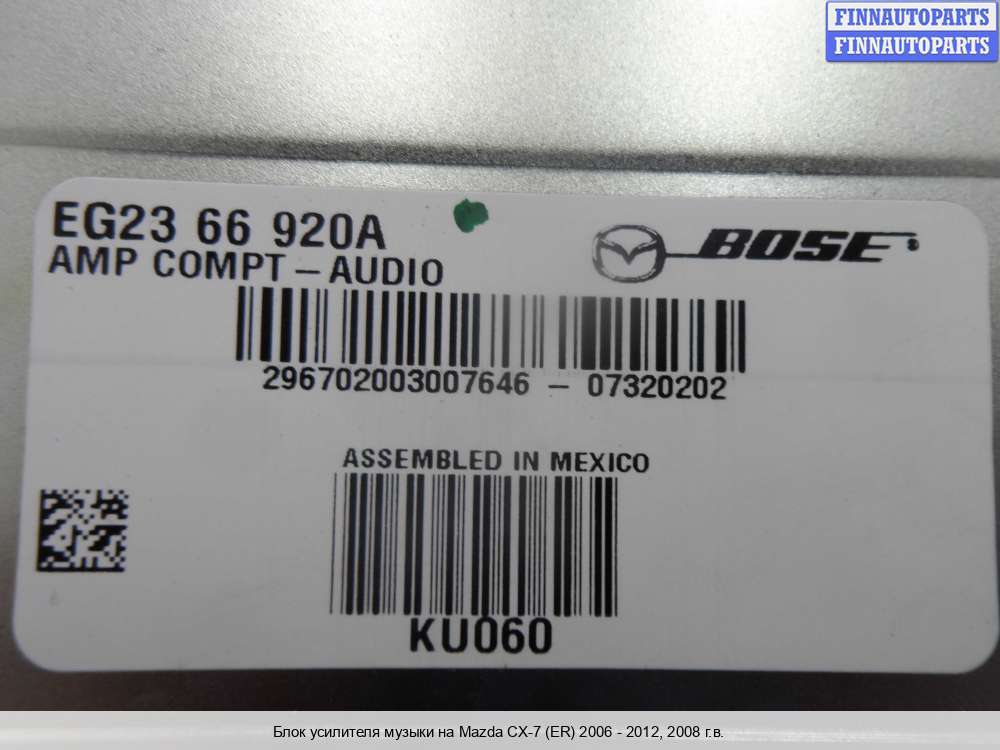 FINNAUTOPARTS
FINNAUTOPARTS
EG23 66 920A
AMP COMPT – AUDIO
BOSE
296702003007646 – 07320202
ASSEMBLED IN MEXICO
KU060
Блок усилителя музыки на Mazda CX-7 (ER) 2006 - 2012, 2008 г.в.